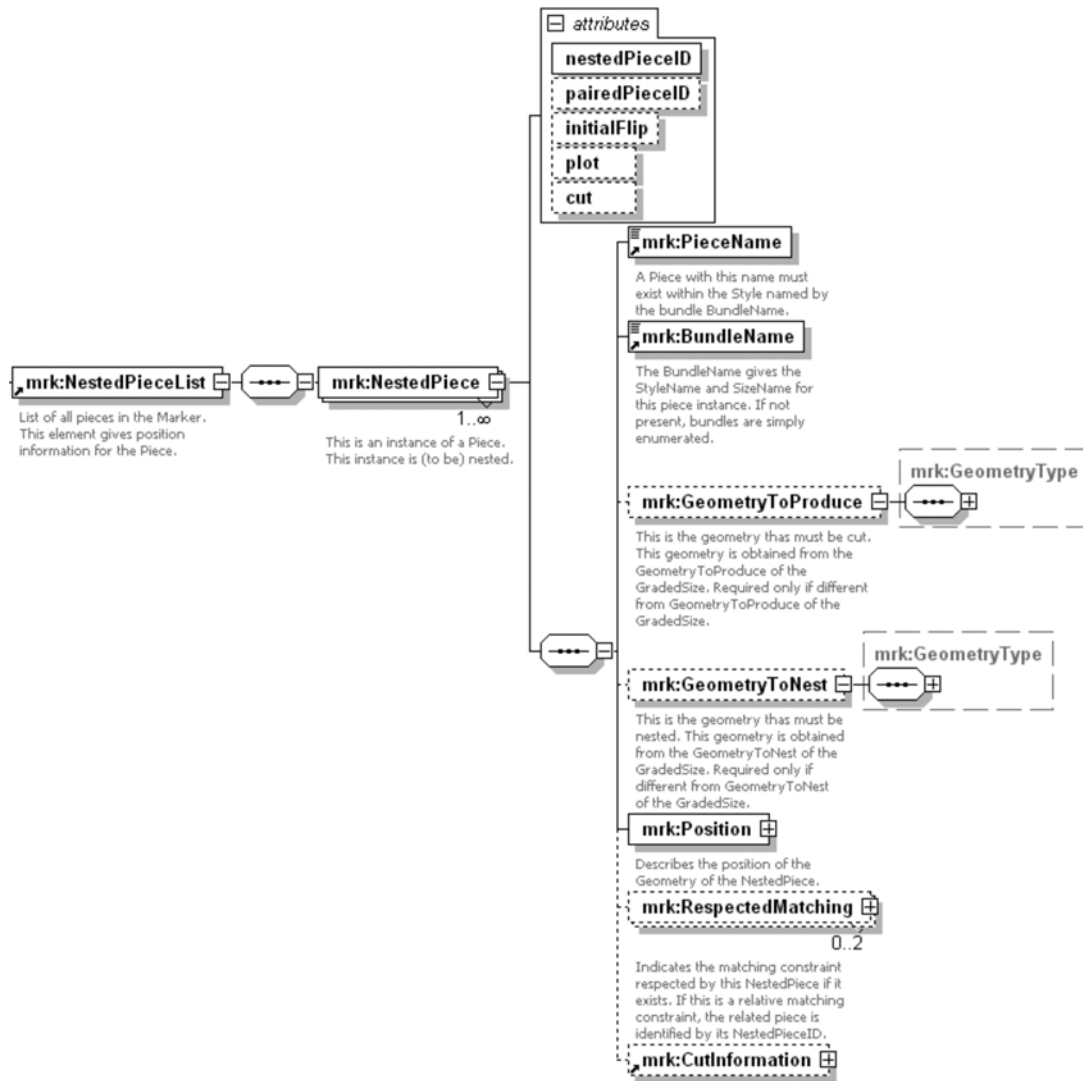 attributes
nestedPieceID
pairedPieceID
initialFlip
plot
cut
mrk:PieceName
A Piece with this name must
exist within the Style named by
the bundle BundleName.
mrk:BundleName
The BundleName gives the
StyleName and SizeName for
this piece instance. If not
present, bundles are simply
enumerated.
mrk:NestedPieceList
List of all pieces in the Marker.
This element gives position
information for the Piece.
mrk:NestedPiece
1..∞
This is an instance of a Piece.
This instance is (to be) nested.
mrk:GeometryType
mrk:GeometryToProduce
This is the geometry thas must be cut.
This geometry is obtained from the
GeometryToProduce of the
GradedSize. Required only if different
from GeometryToProduce of the
GradedSize.
mrk:GeometryType
mrk:GeometryToNest
This is the geometry thas must be
nested. This geometry is obtained
from the GeometryToNest of the
GradedSize. Required only if
different from GeometryToNest
of the GradedSize.
mrk:Position
Describes the position of the
Geometry of the NestedPiece.
mrk:RespectedMatching
0..2
Indicates the matching constraint
respected by this NestedPiece if it
exists. If this is a relative matching
constraint, the related piece is
identified by its NestedPieceID.
mrk:CutInformation